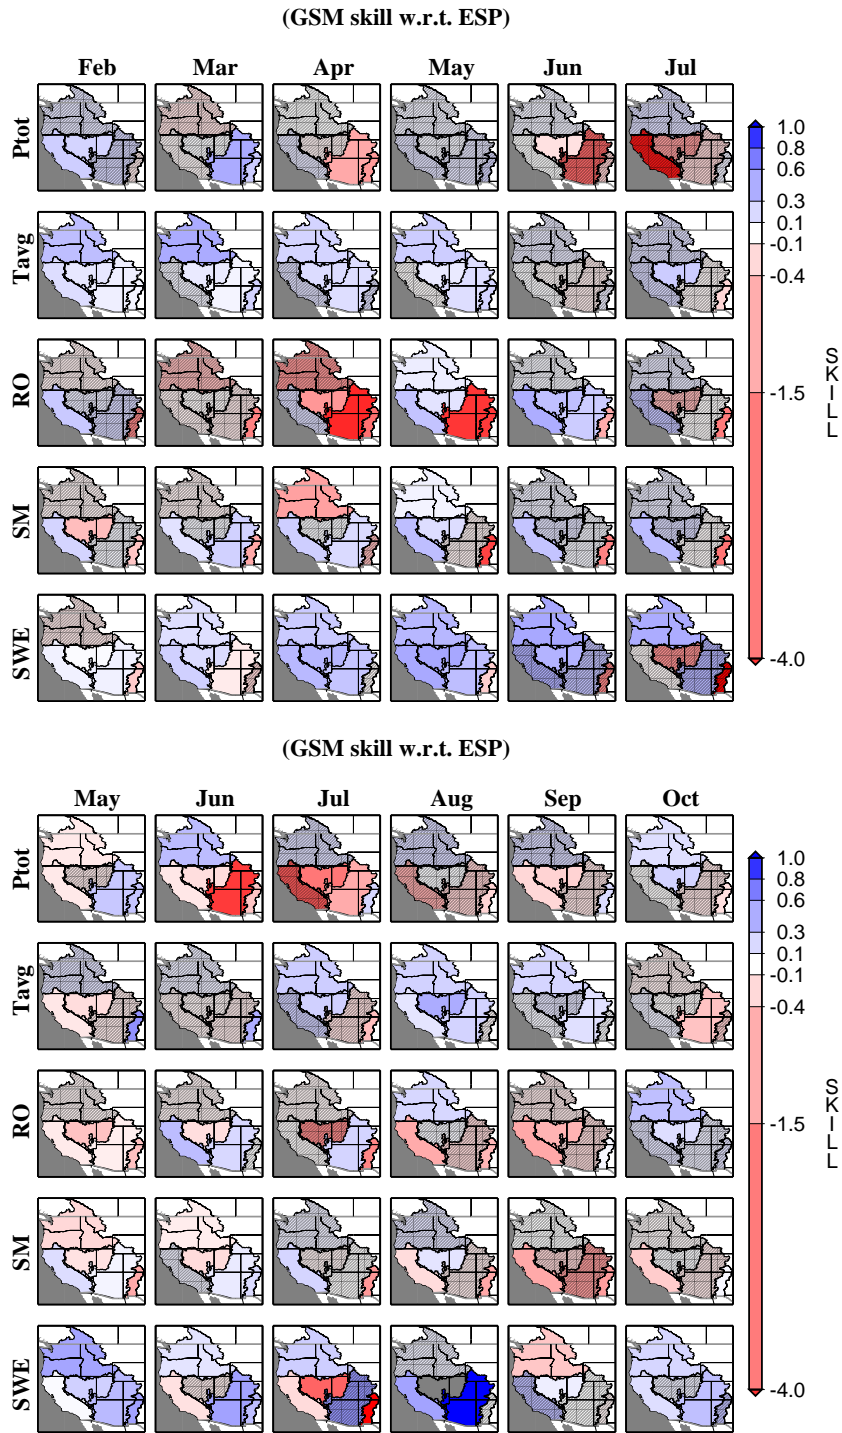 (GSM skill w.r.t. ESP)
Feb Mar Apr May Jun Jul
Ptot
Tavg
RO
SM
SWE
1.0
0.8
0.6
0.3
0.1
-0.1
-0.4
-1.5
-4.0
SKILL
(GSM skill w.r.t. ESP)
May Jun Jul Aug Sep Oct
Ptot
Tavg
RO
SM
SWE
1.0
0.8
0.6
0.3
0.1
-0.1
-0.4
-1.5
-4.0
SKILL